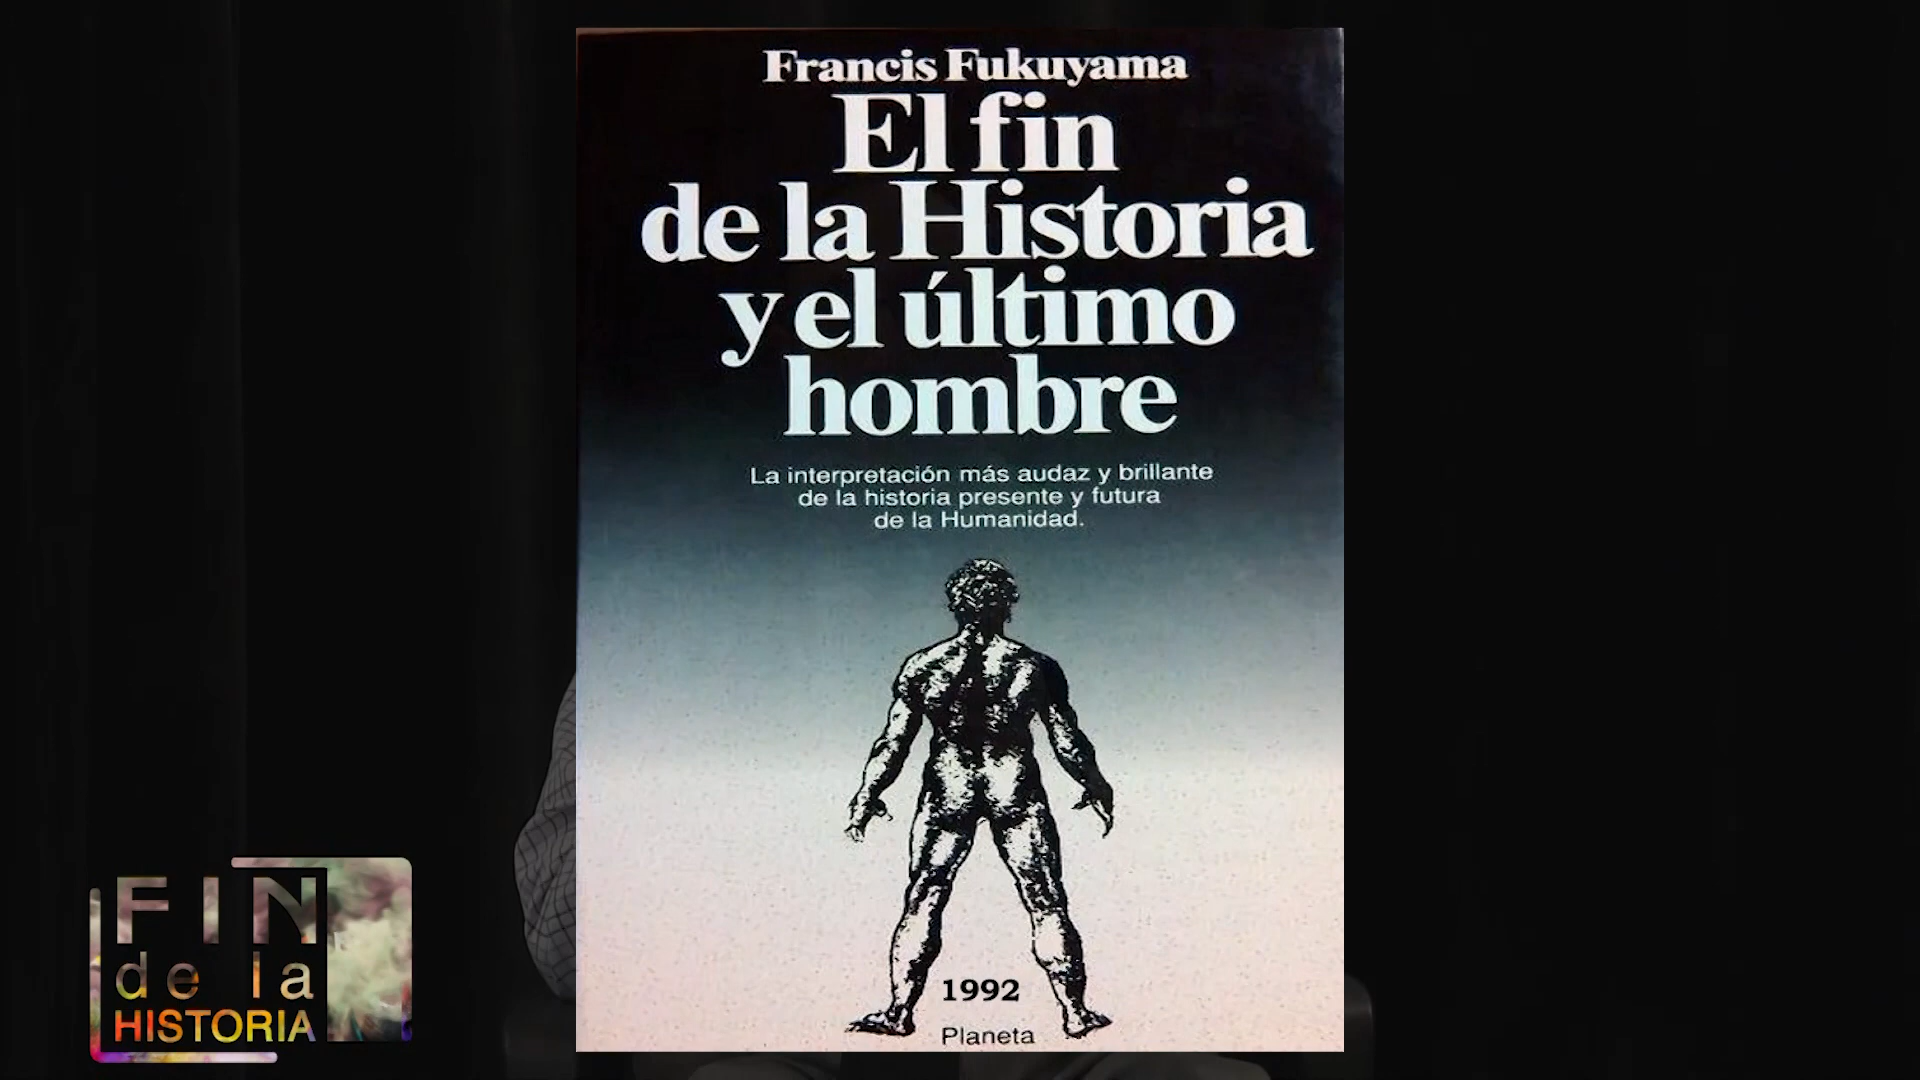 Francis Fukuyama
El fin
de la Historia
y el último
hombre
La interpretación más audaz y brillante
de la historia presente y futura
de la Humanidad.
1992
Planeta
FIN
de la
HISTORIA